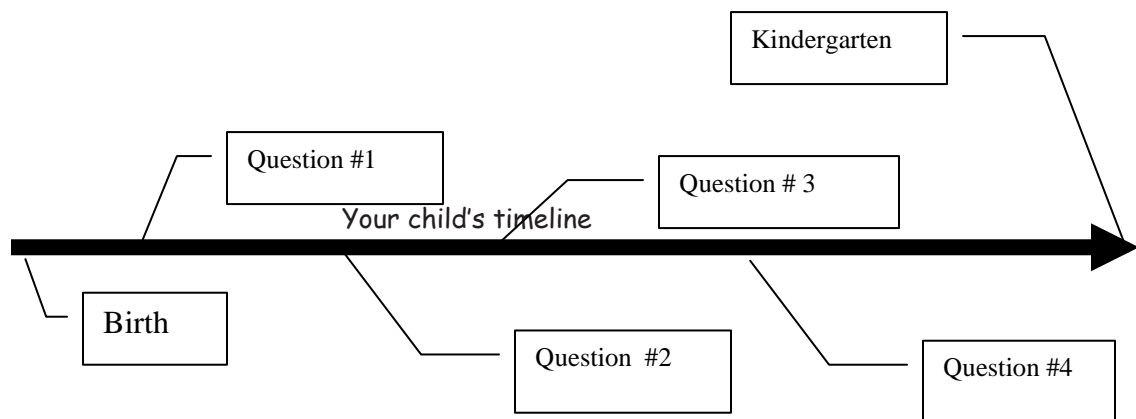 Kindergarten
Question #1
Question # 3
Your child's timeline
Birth
Question  #2
Question #4